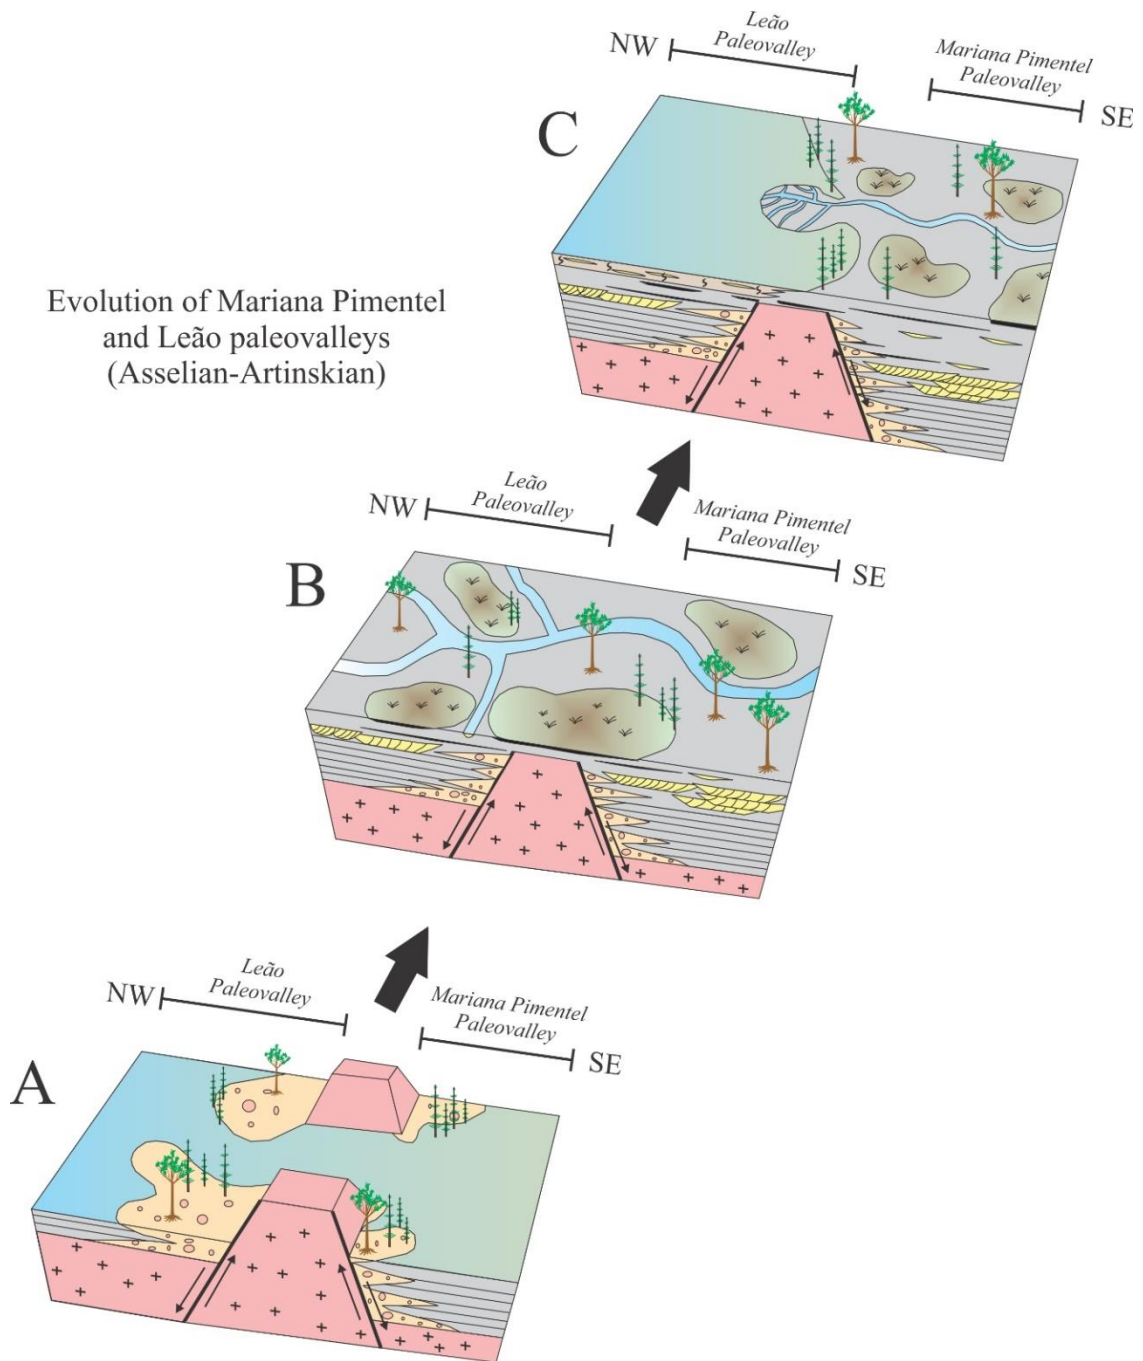 Leão
Paleovalley
NW
Mariana Pimentel
Paleovalley
SE
C
Evolution of Mariana Pimentel
and Leão paleovalleys
(Asselian-Artinskian)
Leão
Paleovalley
NW
Mariana Pimentel
Paleovalley
SE
B
Leão
Paleovalley
NW
Mariana Pimentel
Paleovalley
SE
A